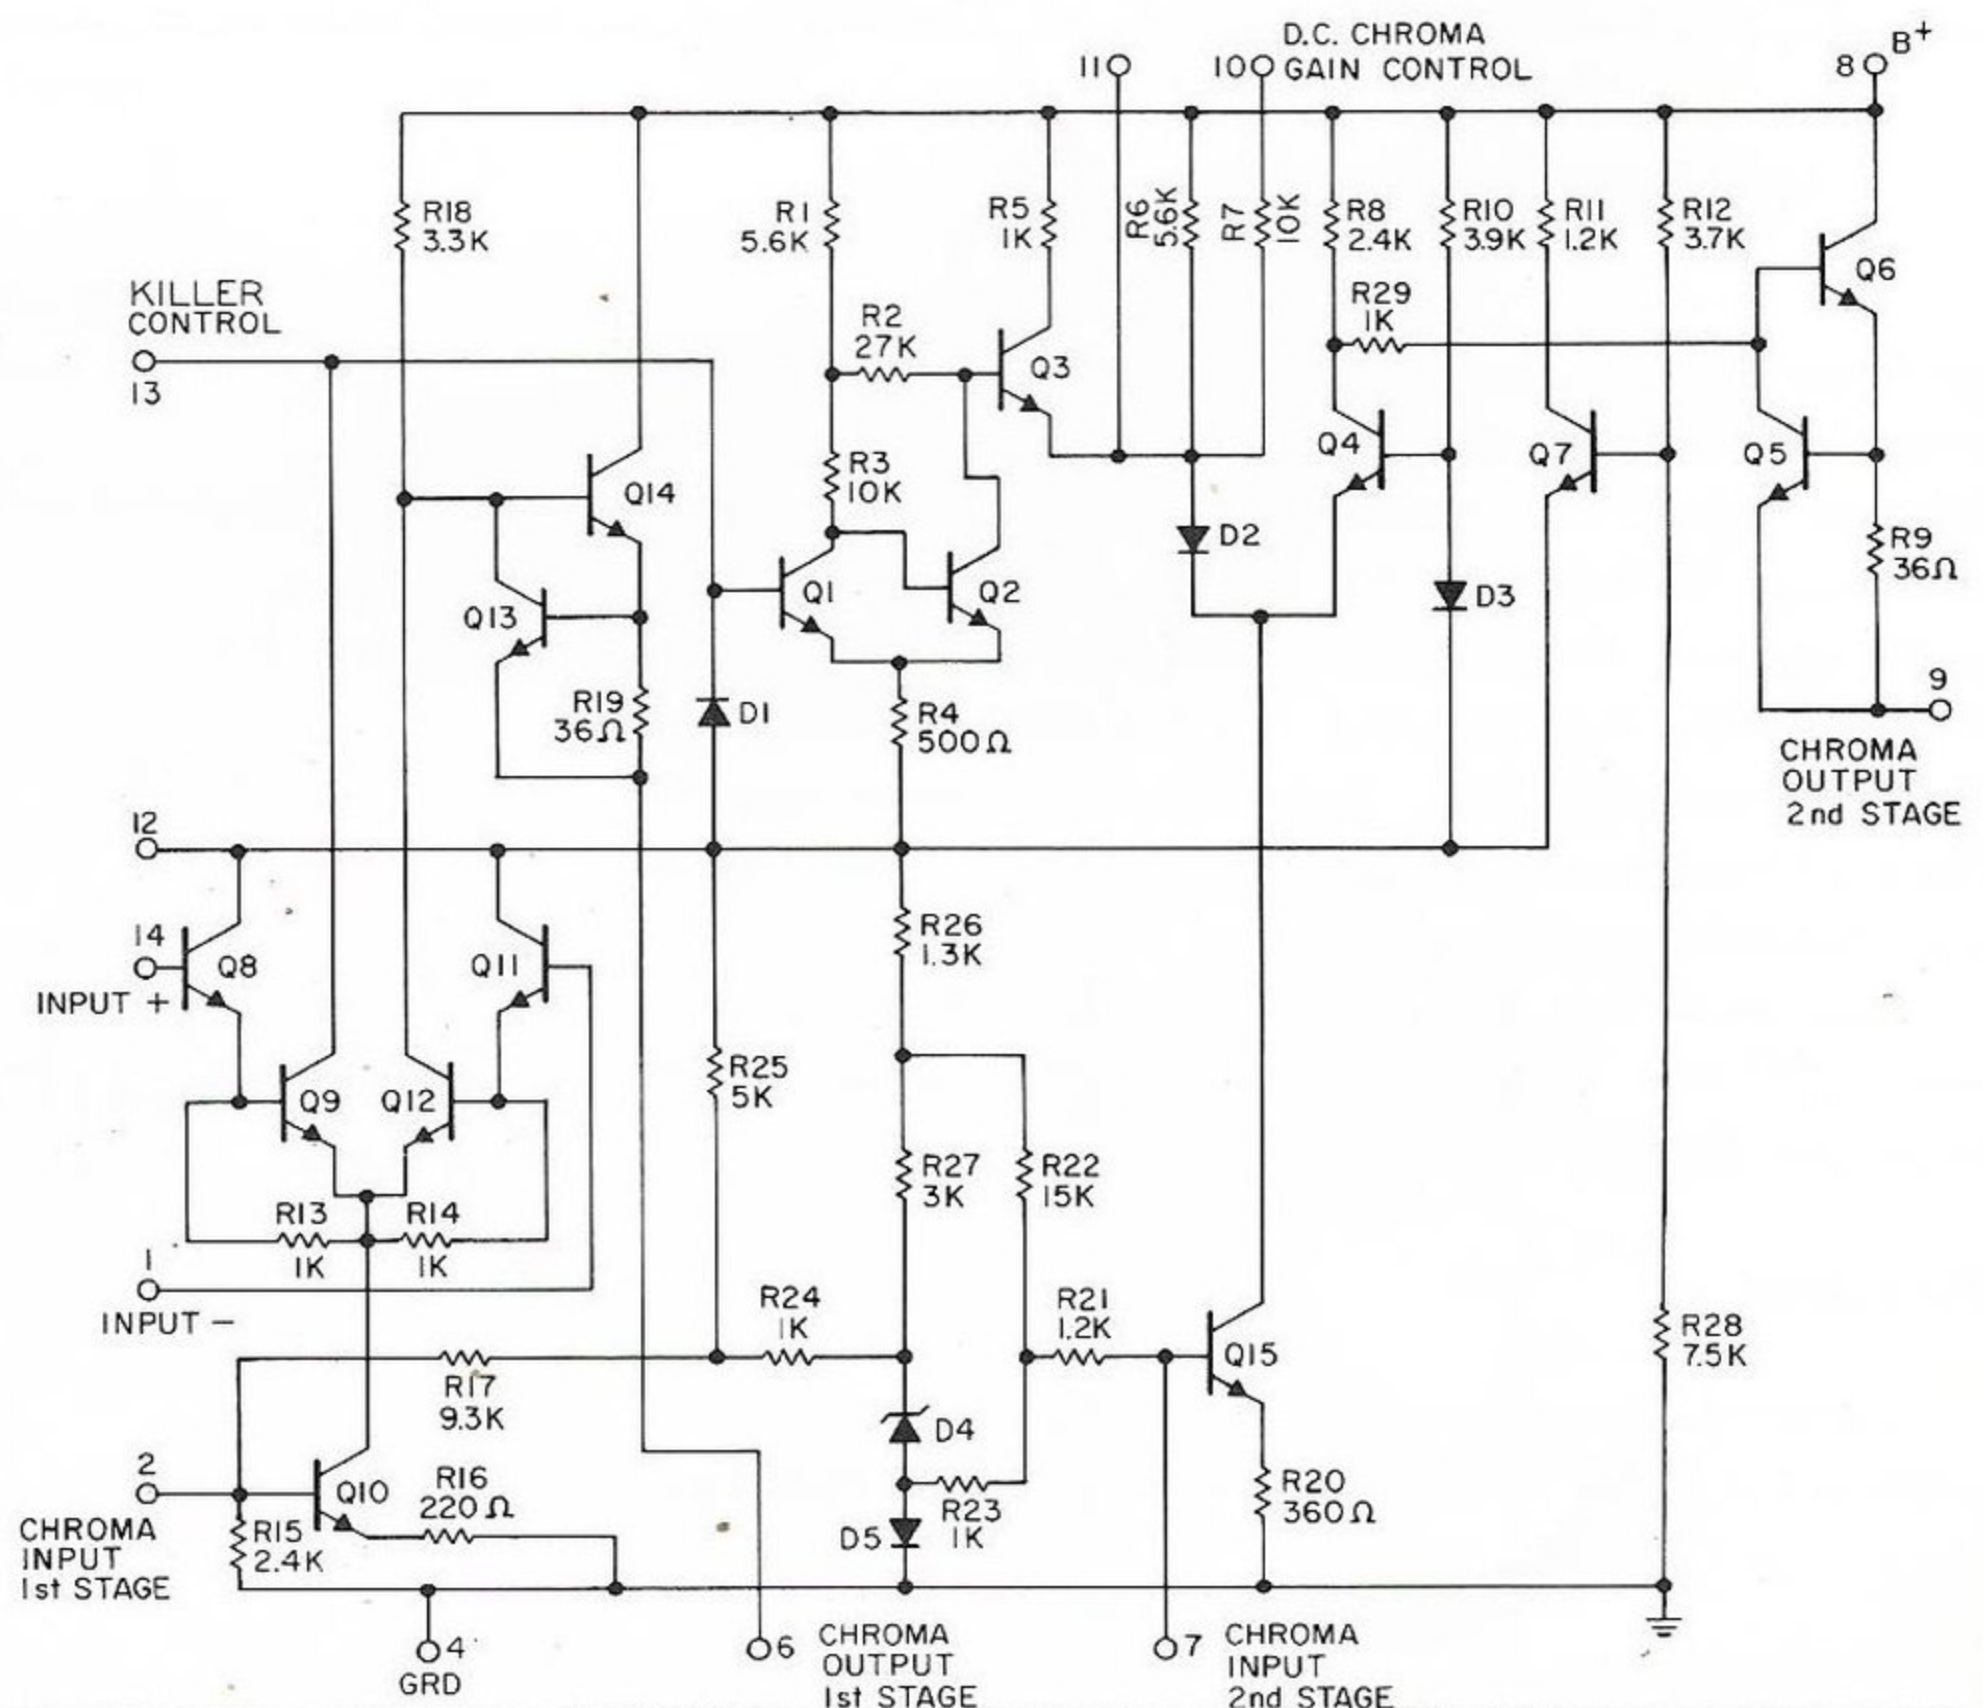 D.C. CHROMA
GAIN CONTROL
11
10
8
B+
R18
3.3K
R1
5.6K
R5
1K
R6
5.6K
R7
10K
R8
2.4K
R10
3.9K
R11
1.2K
R12
3.7K
Q6
KILLER
CONTROL
13
R2
27K
Q3
R29
1K
Q14
R3
10K
Q4
Q7
Q5
Q13
Q1
Q2
D2
D3
R9
36Ω
R19
36Ω
D1
R4
500Ω
9
CHROMA
OUTPUT
2nd STAGE
12
14
Q8
INPUT +
Q11
R26
1.3K
Q9
Q12
R25
5K
R27
3K
R22
15K
R13
1K
R14
1K
1
INPUT –
R24
1K
R21
1.2K
Q15
R28
7.5K
R17
9.3K
D4
2
CHROMA
INPUT
1st STAGE
Q10
R16
220Ω
R15
2.4K
D5
R23
1K
R20
360Ω
4
GRD
6
CHROMA
OUTPUT
1st STAGE
7
CHROMA
INPUT
2nd STAGE